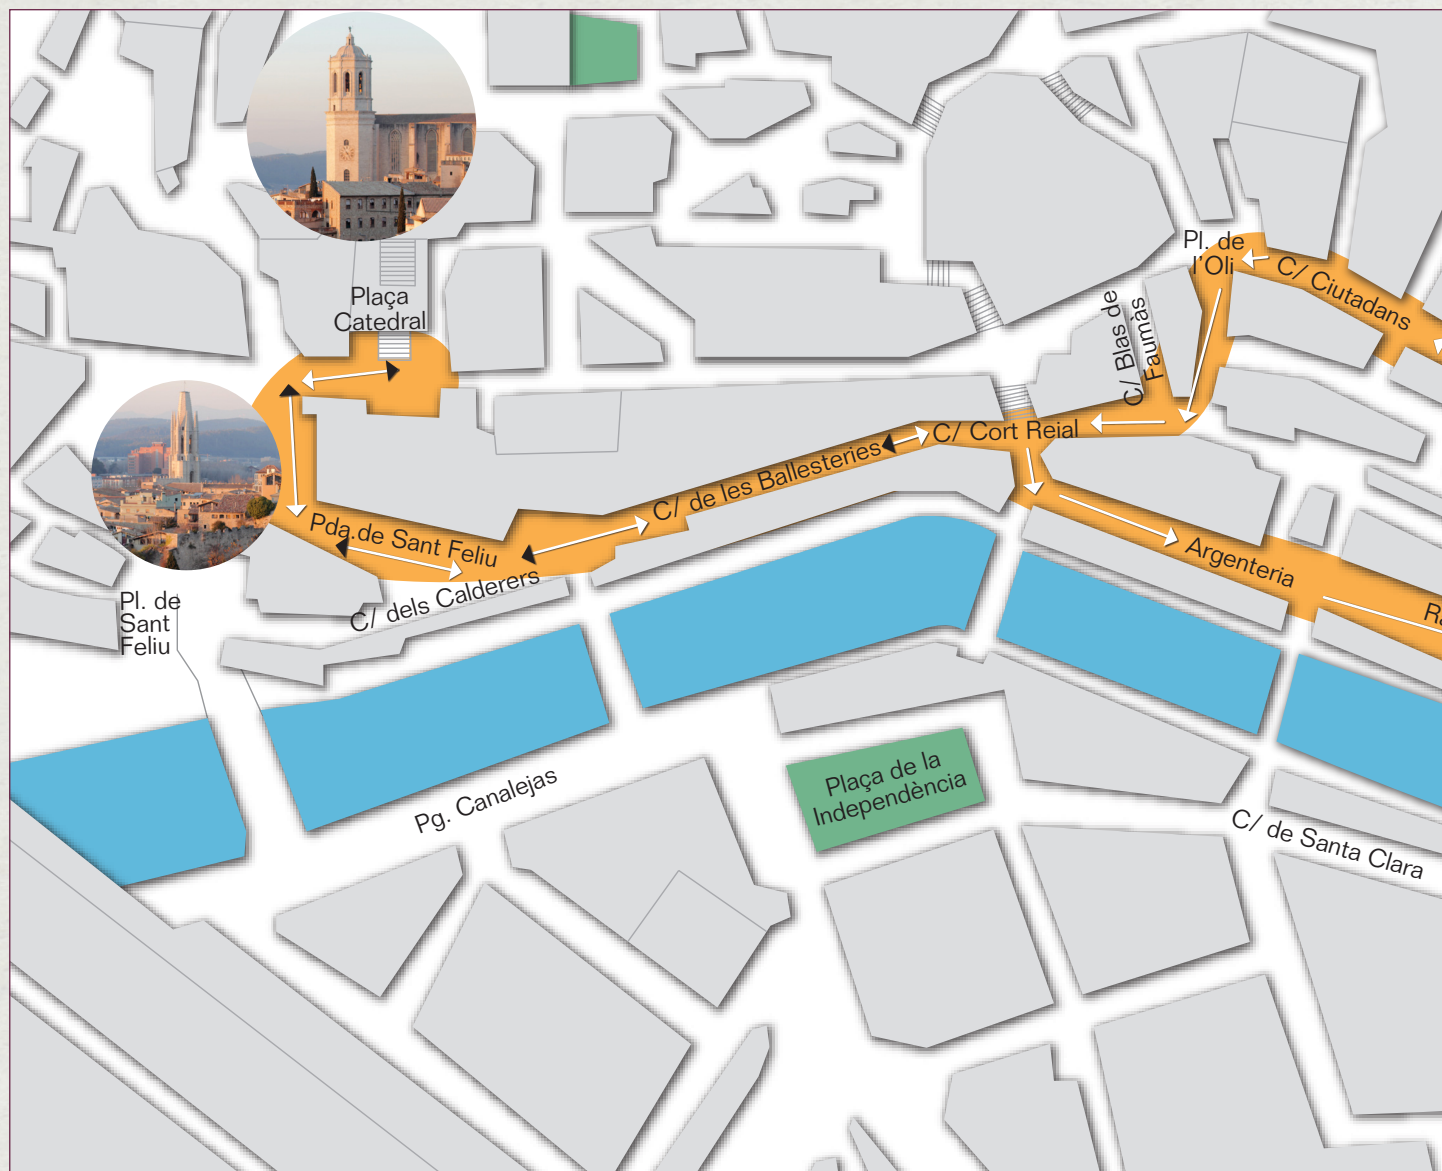 Pl. de
l'Oli
C/ Ciutadans
Plaça
Catedral
C/ Blas de
Faumàs
C/ Cort Reial
C/ de les Ballesteries
Pda.de Sant Feliu
Argenteria
C/ dels Calderers
Pl. de
Sant
Feliu
Plaça de la
Independència
Pg. Canalejas
C/ de Santa Clara